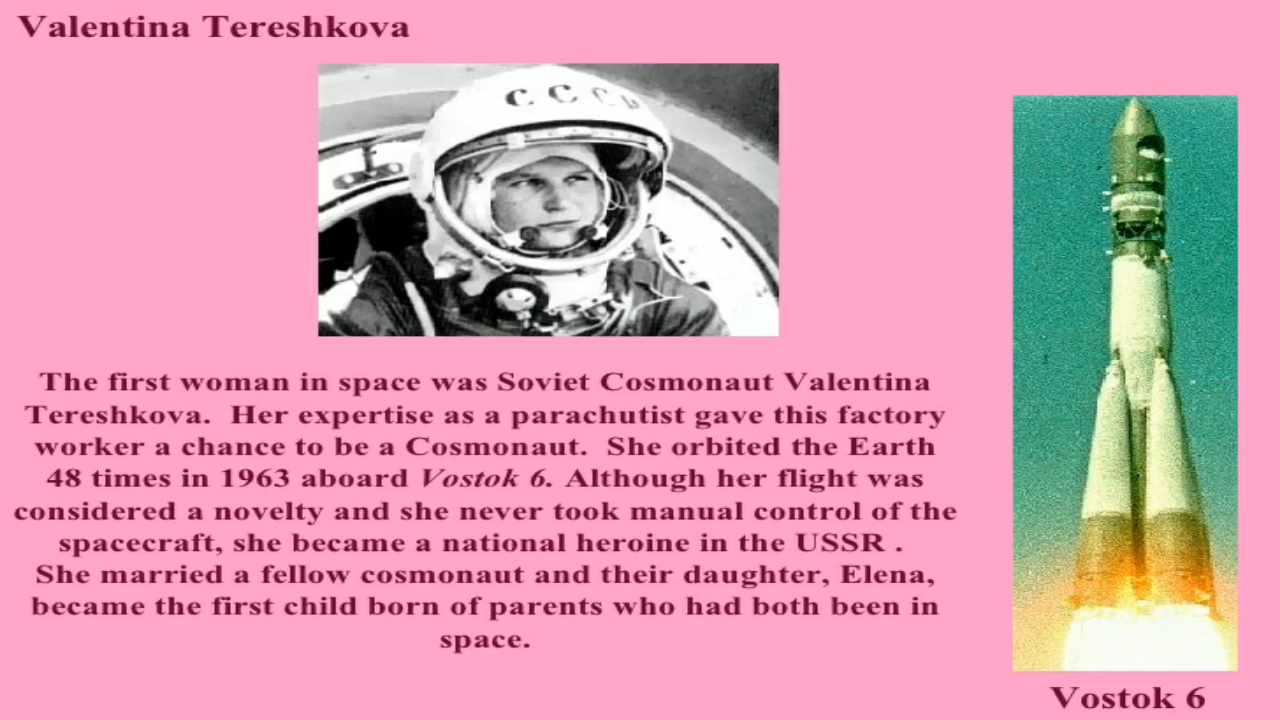 Valentina Tereshkova
CCCP
The first woman in space was Soviet Cosmonaut Valentina
Tereshkova.  Her expertise as a parachutist gave this factory
worker a chance to be a Cosmonaut.  She orbited the Earth
48 times in 1963 aboard Vostok 6. Although her flight was
considered a novelty and she never took manual control of the
spacecraft, she became a national heroine in the USSR .
She married a fellow cosmonaut and their daughter, Elena,
became the first child born of parents who had both been in
space.
Vostok 6